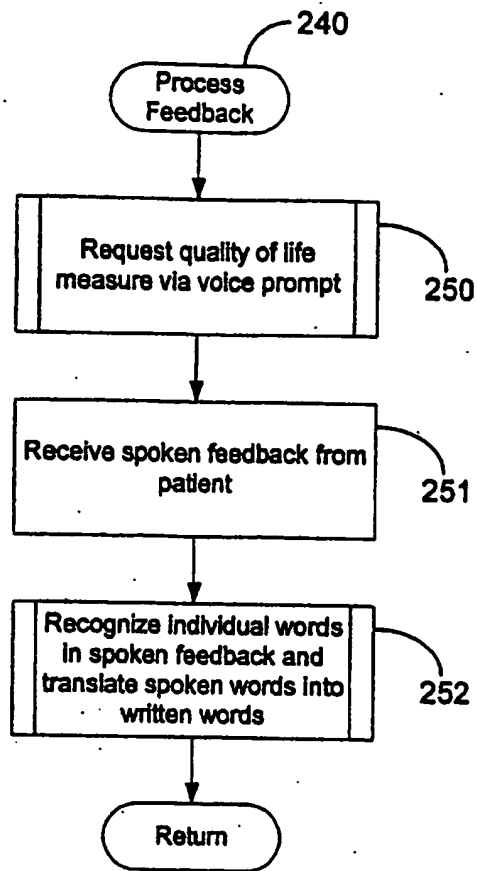 240
Process
Feedback
Request quality of life
measure via voice prompt
250
Receive spoken feedback from
patient
251
Recognize individual words
in spoken feedback and
translate spoken words into
written words
252
Return